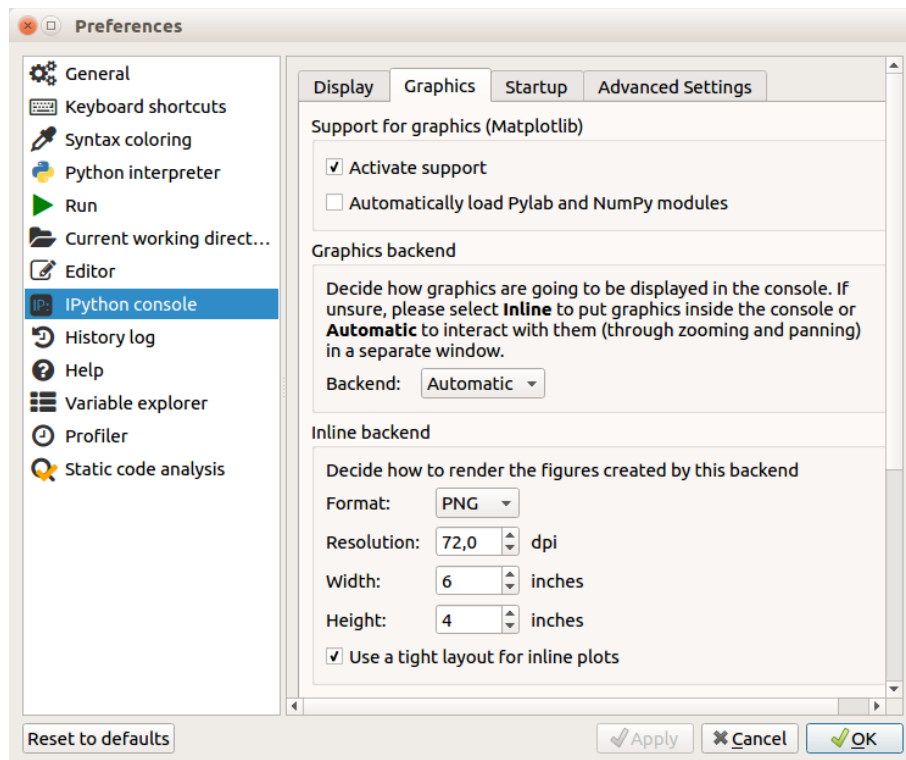 Preferences
General
Keyboard shortcuts
Syntax coloring
Python interpreter
Run
Current working direct...
Editor
IP: IPython console
History log
Help
Variable explorer
Profiler
Static code analysis
Display Graphics Startup Advanced Settings
Support for graphics (Matplotlib)
Activate support
Automatically load Pylab and NumPy modules
Graphics backend
Decide how graphics are going to be displayed in the console. If
unsure, please select Inline to put graphics inside the console or
Automatic to interact with them (through zooming and panning)
in a separate window.
Backend: Automatic
Inline backend
Decide how to render the figures created by this backend
Format: PNG
Resolution: 72,0 dpi
Width: 6 inches
Height: 4 inches
Use a tight layout for inline plots
Reset to defaults Apply Cancel OK